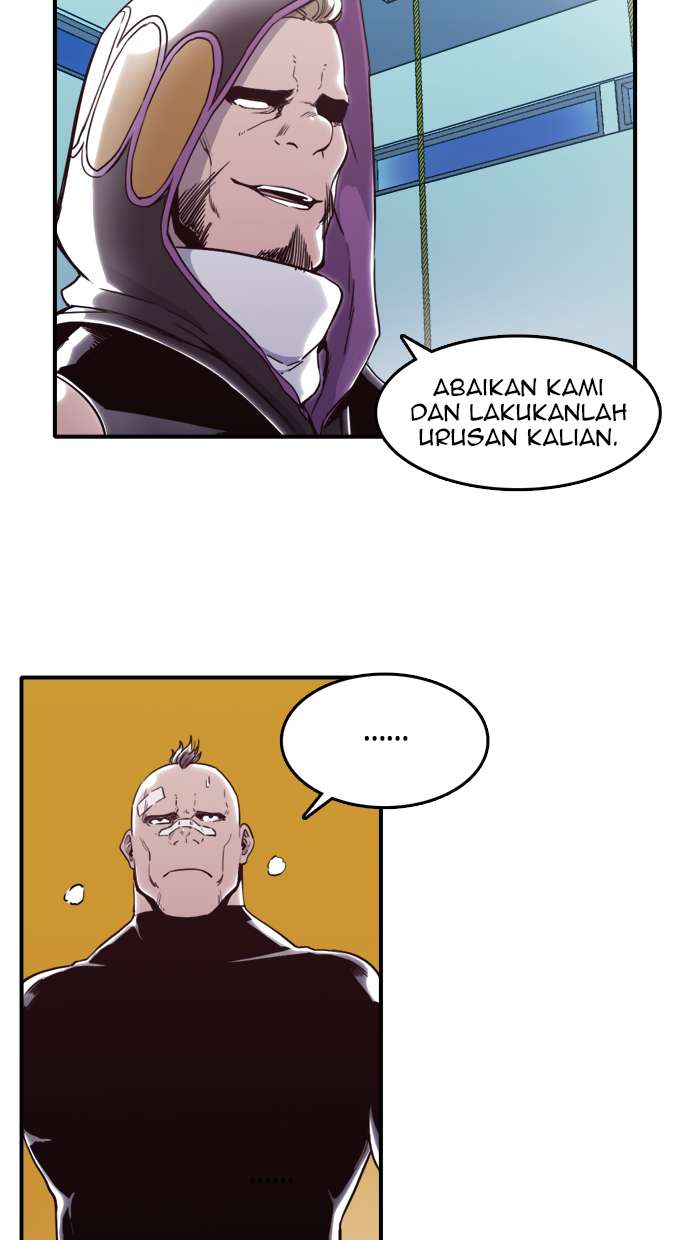 ABAIKAN KAMI
DAN LAKUKANLAH
URUSAN KALIAN.
......
......